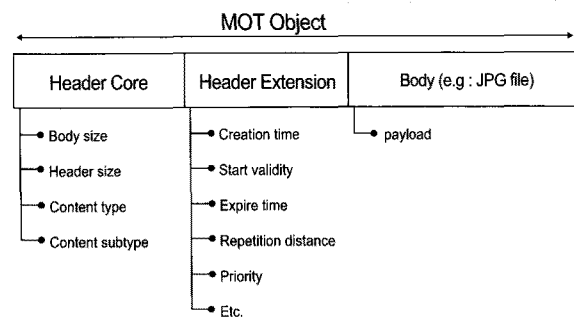 MOT Object
Header Core
Header Extension
Body (e.g : JPG file)
Body size
Header size
Content type
Content subtype
Creation time
Start validity
Expire time
Repetition distance
Priority
Etc.
payload